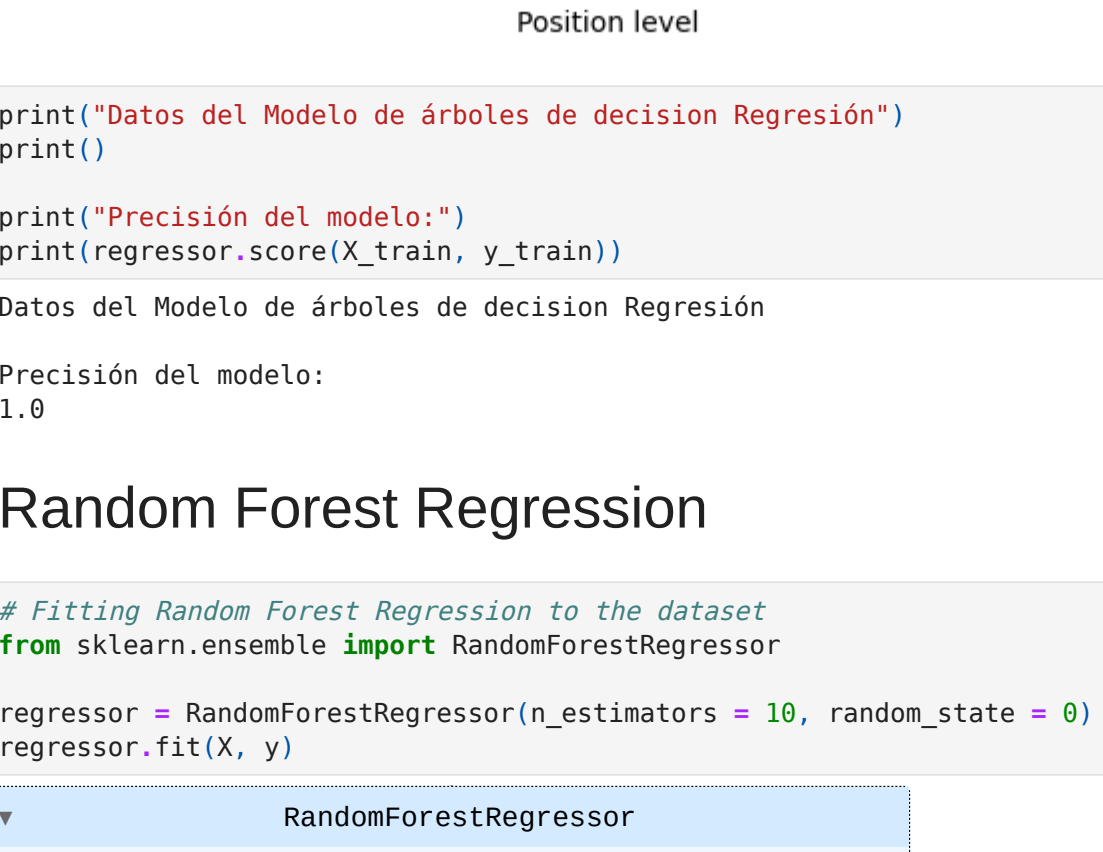 Position level
print("Datos del Modelo de árboles de decision Regresión")
print()
print("Precisión del modelo:")
print(regressor.score(X_train, y_train))
Datos del Modelo de árboles de decision Regresión
Precisión del modelo:
1.0
Random Forest Regression
# Fitting Random Forest Regression to the dataset
from sklearn.ensemble import RandomForestRegressor
regressor = RandomForestRegressor(n_estimators = 10, random_state = 0)
regressor.fit(X, y)
▼ RandomForestRegressor